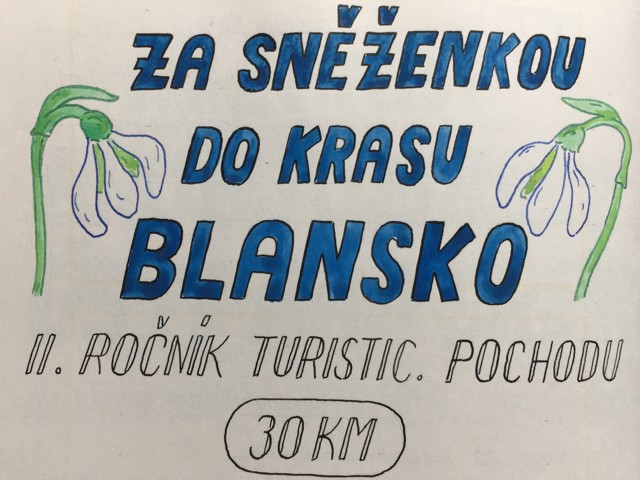 ZA SNĚŽENKOU
DO KRASU
BLANSKO
II. ROČNÍK TURISTIC. POCHODU
30 KM